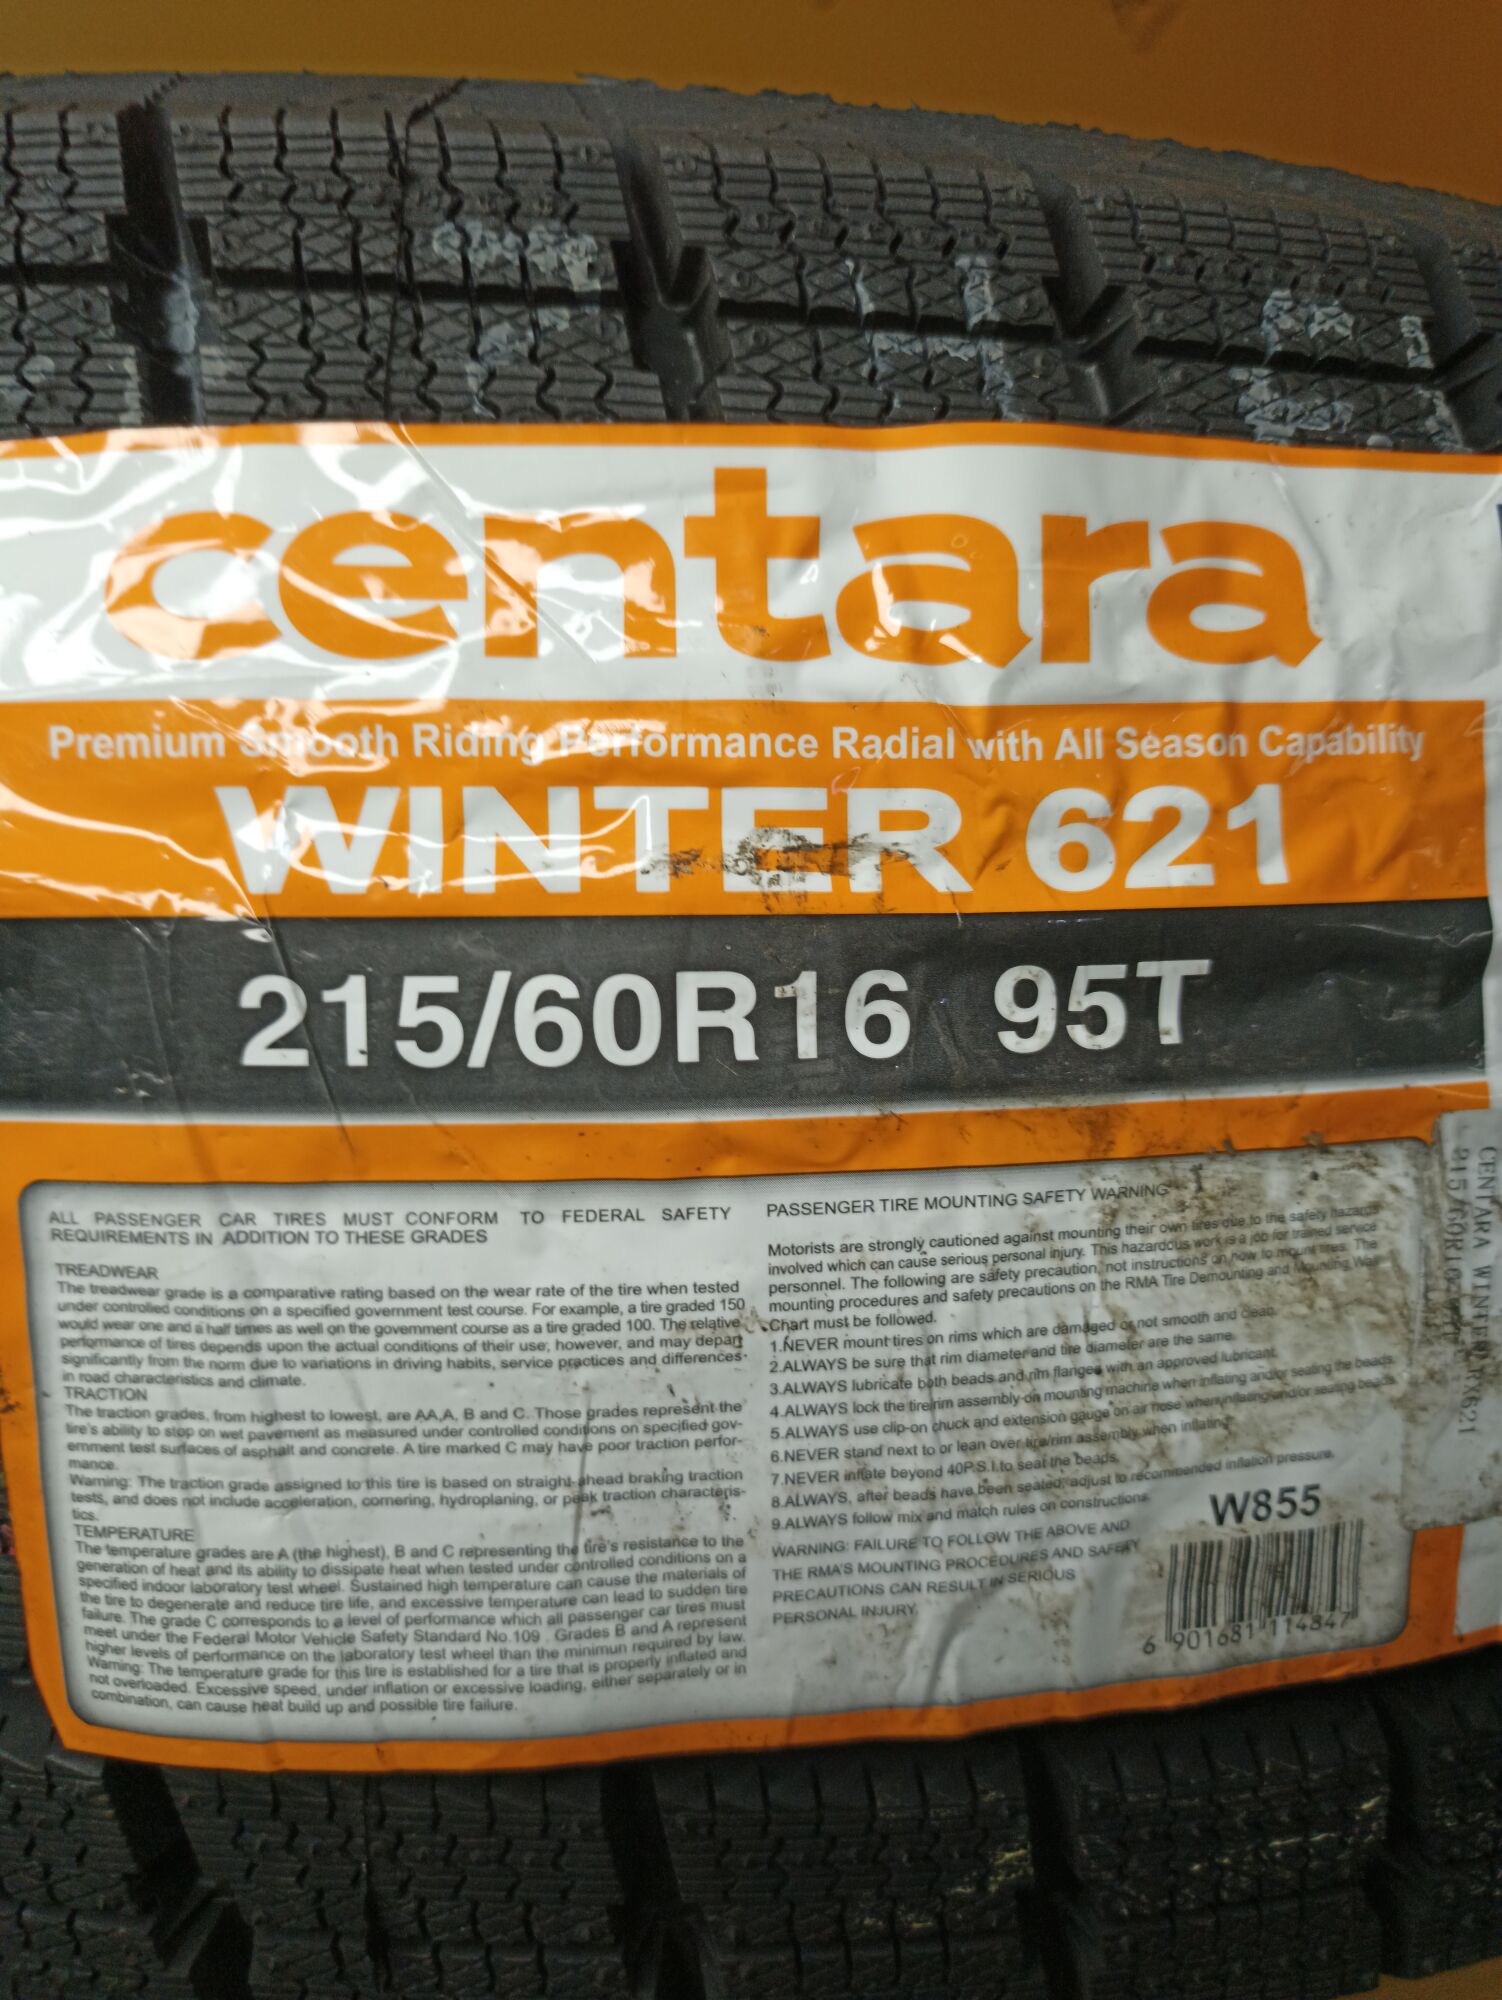 centara
Premium Smooth Riding Performance Radial with All Season Capability
WINTER 621
215/60R16 95T
ALL PASSENGER CAR TIRES MUST CONFORM TO FEDERAL SAFETY
REQUIREMENTS IN ADDITION TO THESE GRADES
TREADWEAR
The treadwear grade is a comparative rating based on the wear rate of the tire when tested
under controlled conditions on a specified government test course. For example, a tire graded 150
would wear one and a half times as well on the government course as a tire graded 100. The relative
performance of tires depends upon the actual conditions of their use, however, and may depart
significantly from the norm due to variations in driving habits, service practices and differences
in road characteristics and climate.
TRACTION
The traction grades, from highest to lowest, are AA,A, B and C. Those grades represent the
tire's ability to stop on wet pavement as measured under controlled conditions on specified gov-
ernment test surfaces of asphalt and concrete. A tire marked C may have poor traction perfor-
mance.
Warning: The traction grade assigned to this tire is based on straight-ahead braking traction
tests, and does not include acceleration, cornering, hydroplaning, or peak traction characteris-
tics.
TEMPERATURE
The temperature grades are A (the highest), B and C representing the tire's resistance to the
generation of heat and its ability to dissipate heat when tested under controlled conditions on a
specified indoor laboratory test wheel. Sustained high temperature can cause the materials of
the tire to degenerate and reduce tire life, and excessive temperature can lead to sudden tire
failure. The grade C corresponds to a level of performance which all passenger car tires must
meet under the Federal Motor Vehicle Safety Standard No.109 . Grades B and A represent
higher levels of performance on the laboratory test wheel than the minimun required by law.
Warning: The temperature grade for this tire is established for a tire that is properly inflated and
not overloaded. Excessive speed, under inflation or excessive loading, either separately or in
combination, can cause heat build up and possible tire failure.
PASSENGER TIRE MOUNTING SAFETY WARNING
Motorists are strongly cautioned against mounting their own tires due to the safety hazards
involved which can cause serious personal injury. This hazardous work is a job for trained service
personnel. The following are safety precaution, not instructions on how to mount tires. The
mounting procedures and safety precautions on the RMA Tire Demounting and Mounting Wall
Chart must be followed.
1.NEVER mount tires on rims which are damaged or not smooth and clean.
2.ALWAYS be sure that rim diameter and tire diameter are the same.
3.ALWAYS lubricate both beads and rim flanges with an approved lubricant.
4.ALWAYS lock the tire/rim assembly on mounting machine when inflating and/or seating the beads.
5.ALWAYS use clip-on chuck and extension gauge on air hose when inflating and/or seating beads.
6.NEVER stand next to or lean over tire/rim assembly when inflating.
7.NEVER inflate beyond 40P.S.I.to seat the beads.
8.ALWAYS, after beads have been seated, adjust to recommended inflation pressure.
9.ALWAYS follow mix and match rules on constructions.
WARNING: FAILURE TO FOLLOW THE ABOVE AND
THE RMA'S MOUNTING PROCEDURES AND SAFETY
PRECAUTIONS CAN RESULT IN SERIOUS
PERSONAL INJURY.
W855
6 901681 114847
CENTARA WINTER RX621
215/60R16